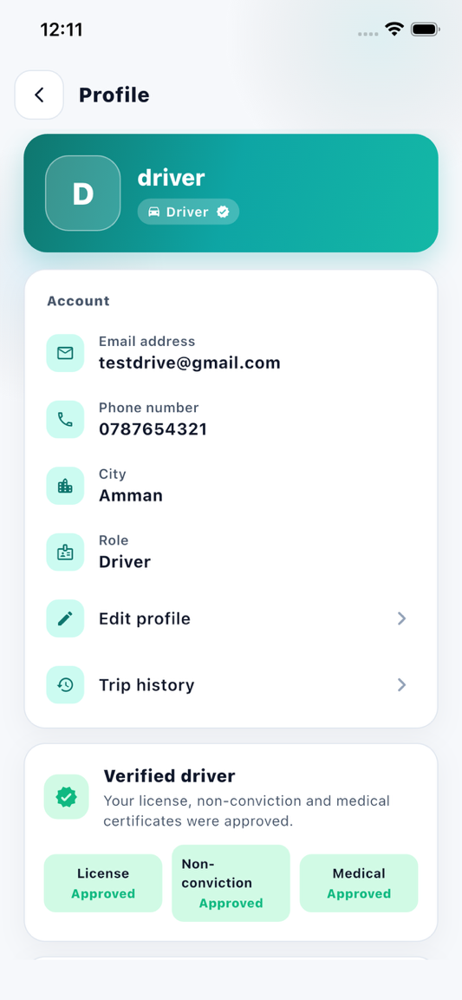 12:11
Profile
D
driver
Driver
Account
Email address
testdrive@gmail.com
Phone number
0787654321
City
Amman
Role
Driver
Edit profile
Trip history
Verified driver
Your license, non-conviction and medical
certificates were approved.
License
Approved
Non-
conviction
Approved
Medical
Approved